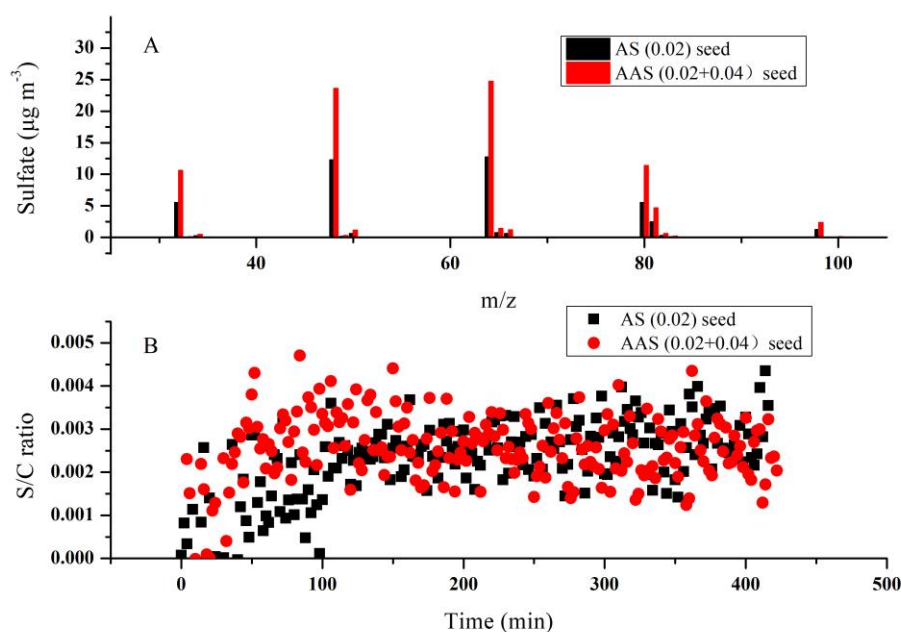 A
AS (0.02) seed
AAS (0.02+0.04）seed
Sulfate (μg m⁻³)
35
30
25
20
15
10
5
0
40 60 80 100
m/z
B
AS (0.02) seed
AAS (0.02+0.04）seed
S/C ratio
0.005
0.004
0.003
0.002
0.001
0.000
0 100 200 300 400 500
Time (min)